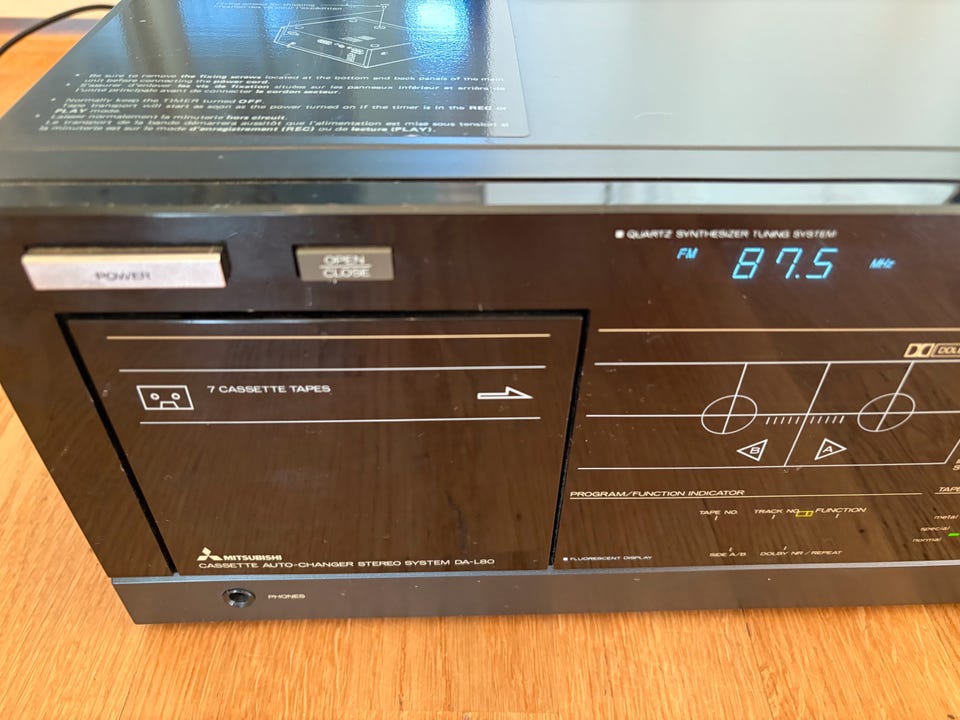 création des vis pour l'expédition
• Be sure to remove the fixing screws located at the bottom and back panels of the main
unit before connecting the power cord.
• S'assurer d'enlever les vis de fixation situées sur les panneaux inférieur et arrière de
l'unité principale avant de connecter le cordon secteur.
• Normally keep the TIMER turned OFF.
Tape transport will start as soon as the power turned on if the timer is in the REC or
PLAY mode.
• Laisser normalement la minuterie hors circuit.
Le transport de la bande démarrera aussitôt que l'alimentation est mise sous tension si
la minuterie est sur le mode d'enregistrement (REC) ou de lecture (PLAY).
POWER
OPEN
CLOSE
QUARTZ SYNTHESIZER TUNING SYSTEM
FM 87.5 MHz
DOLB
7 CASSETTE TAPES
B A
PROGRAM/FUNCTION INDICATOR
TAPE
TAPE NO. TRACK NO. FUNCTION
metal
special
normal
SIDE A/B DOLBY NR / REPEAT
FLUORESCENT DISPLAY
MITSUBISHI
CASSETTE AUTO-CHANGER STEREO SYSTEM DA-L80
PHONES